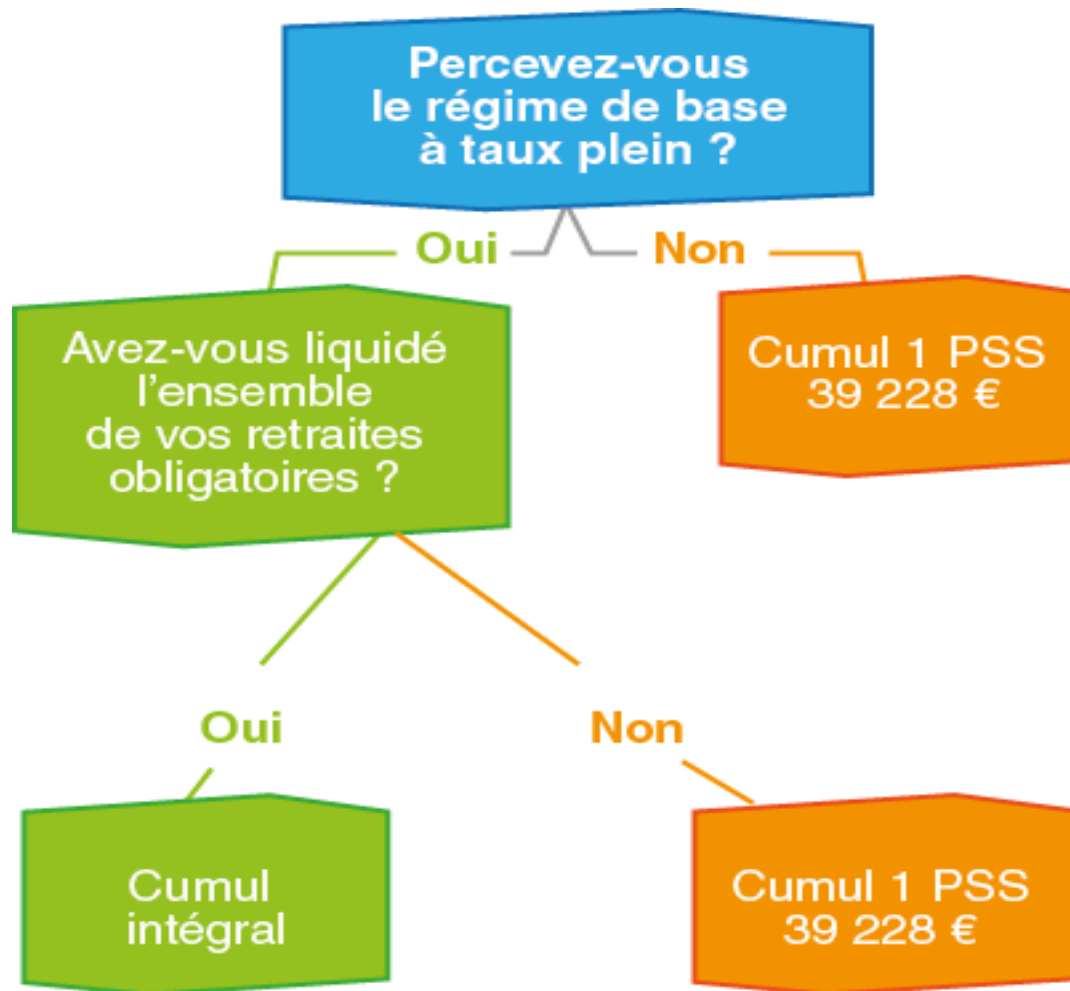 Percevez-vous
le régime de base
à taux plein ?
Oui
Non
Avez-vous liquidé
l'ensemble
de vos retraites
obligatoires ?
Cumul 1 PSS
39 228 €
Oui
Non
Cumul
intégral
Cumul 1 PSS
39 228 €